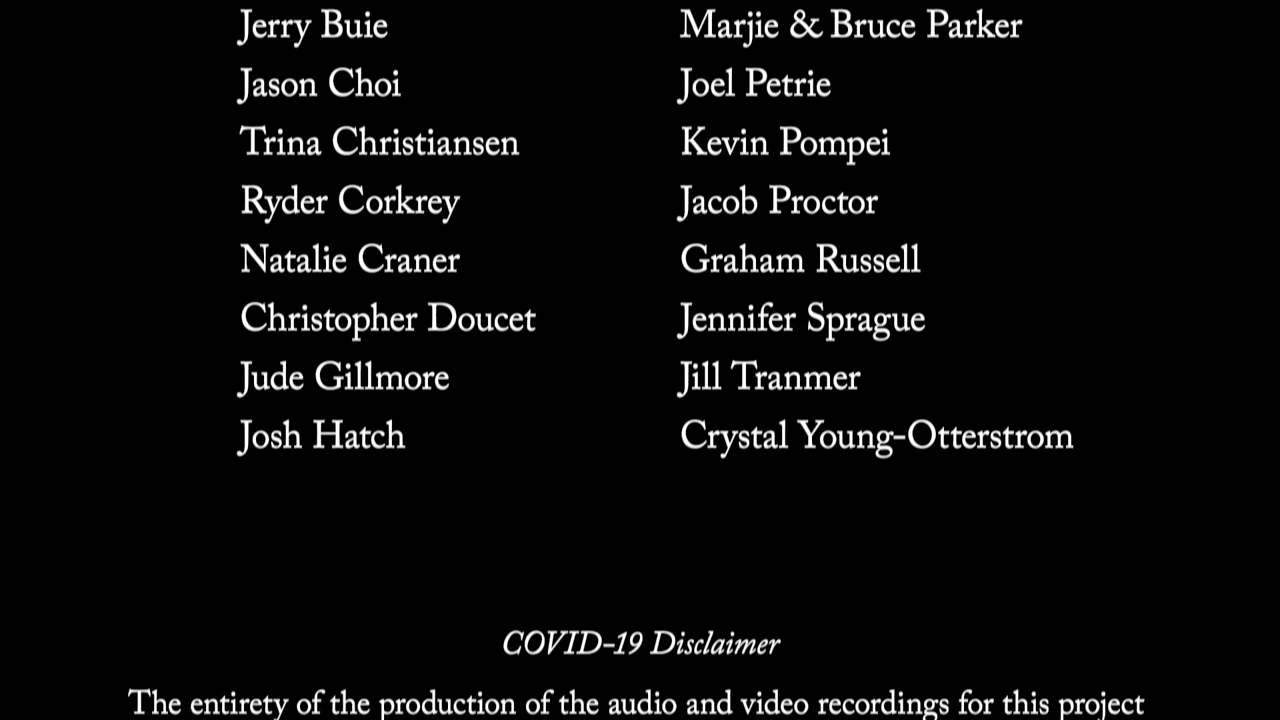 Jerry Buie
Jason Choi
Trina Christiansen
Ryder Corkrey
Natalie Craner
Christopher Doucet
Jude Gillmore
Josh Hatch
Marjie & Bruce Parker
Joel Petrie
Kevin Pompei
Jacob Proctor
Graham Russell
Jennifer Sprague
Jill Tranmer
Crystal Young-Otterstrom
COVID-19 Disclaimer
The entirety of the production of the audio and video recordings for this project